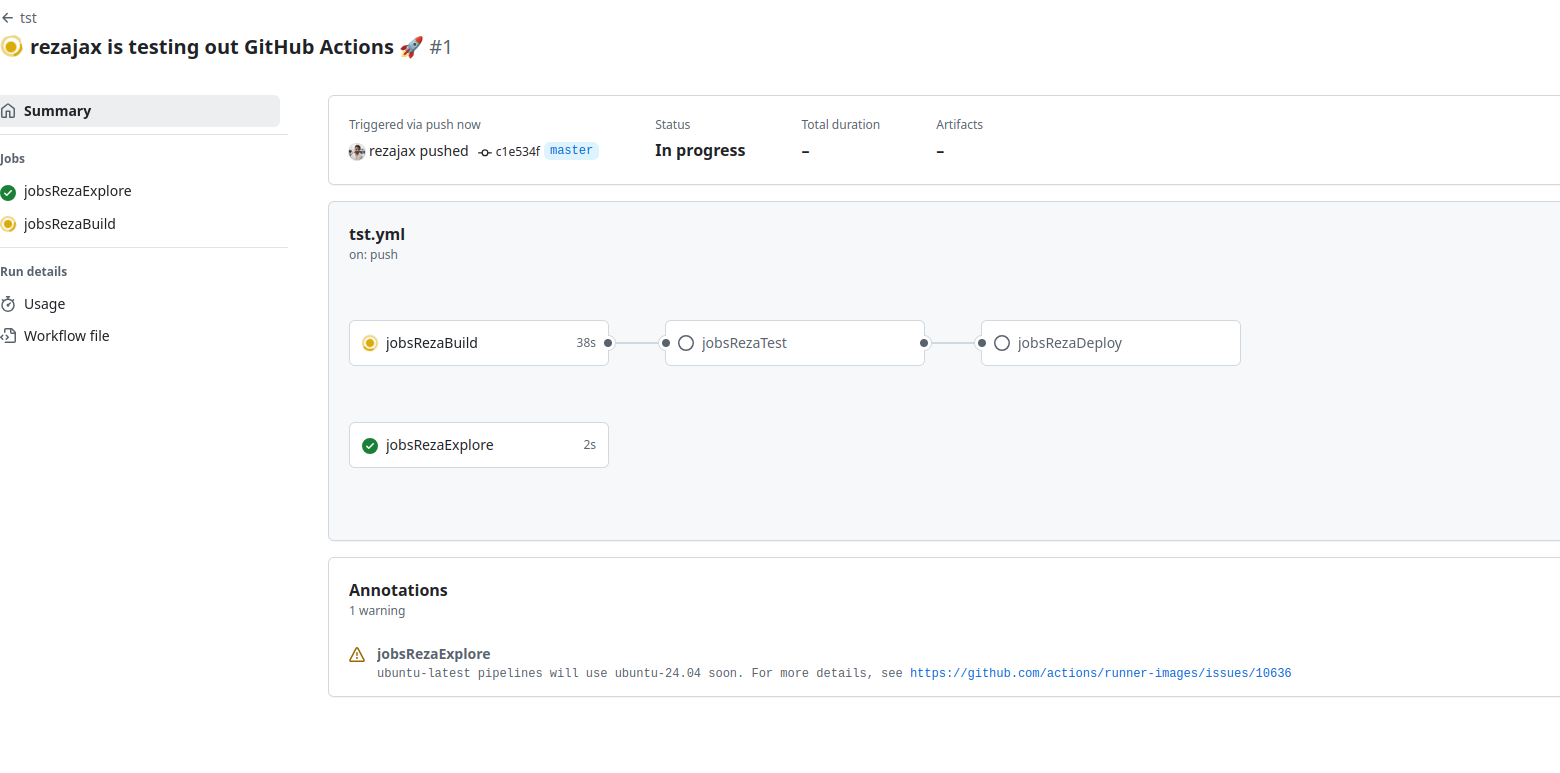 ← tst
rezajax is testing out GitHub Actions 🚀 #1
Summary
Jobs
jobsRezaExplore
jobsRezaBuild
Run details
Usage
Workflow file
Triggered via push now
rezajax pushed c1e534f master
Status
In progress
Total duration
–
Artifacts
–
tst.yml
on: push
jobsRezaBuild 38s
jobsRezaTest
jobsRezaDeploy
jobsRezaExplore 2s
Annotations
1 warning
jobsRezaExplore
ubuntu-latest pipelines will use ubuntu-24.04 soon. For more details, see https://github.com/actions/runner-images/issues/10636